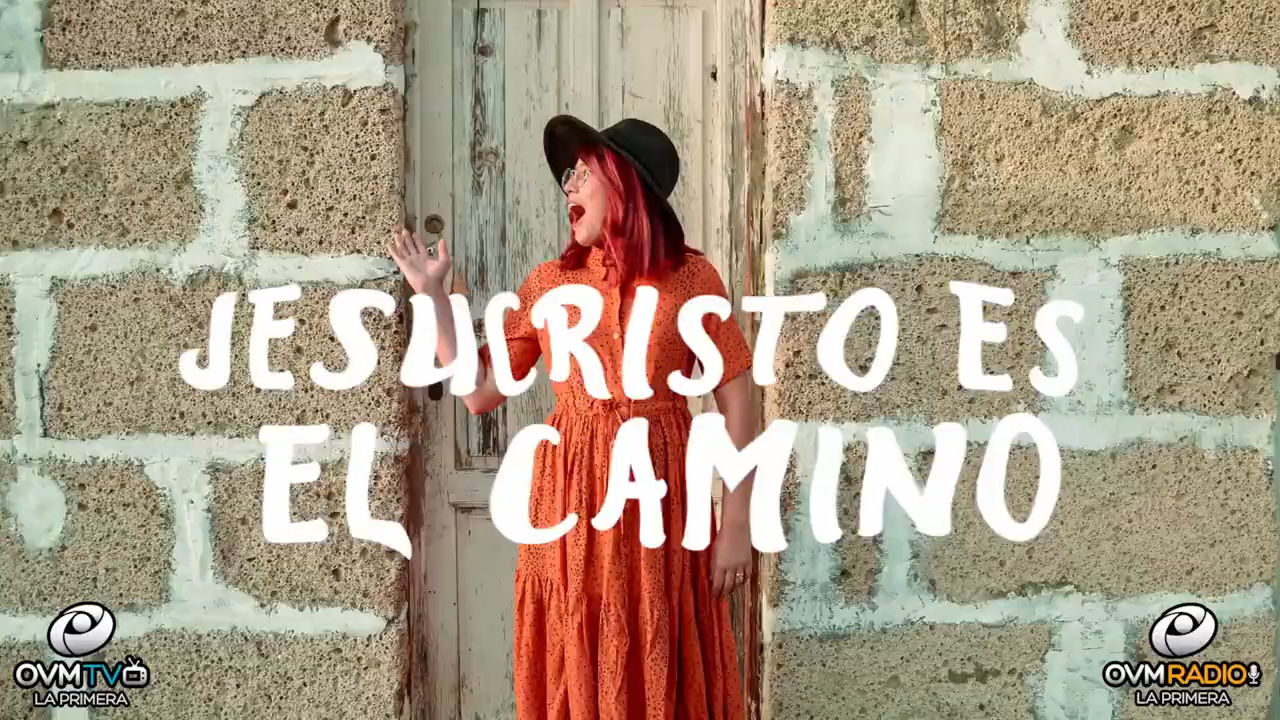 JESUCRISTO ES
EL CAMINO
OVMTV
LA PRIMERA
OVMRADIO
LA PRIMERA